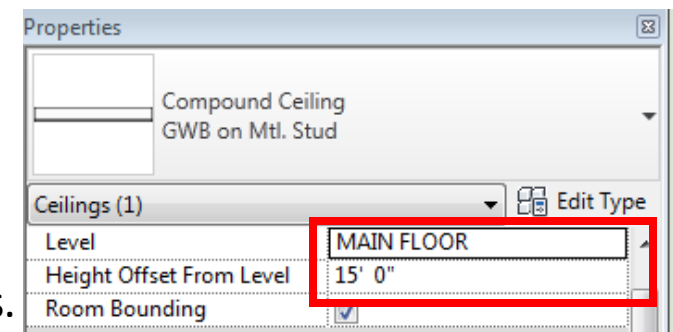 Properties
Compound Ceiling
GWB on Mtl. Stud
Ceilings (1) Edit Type
Level MAIN FLOOR
Height Offset From Level 15' 0"
s. Room Bounding